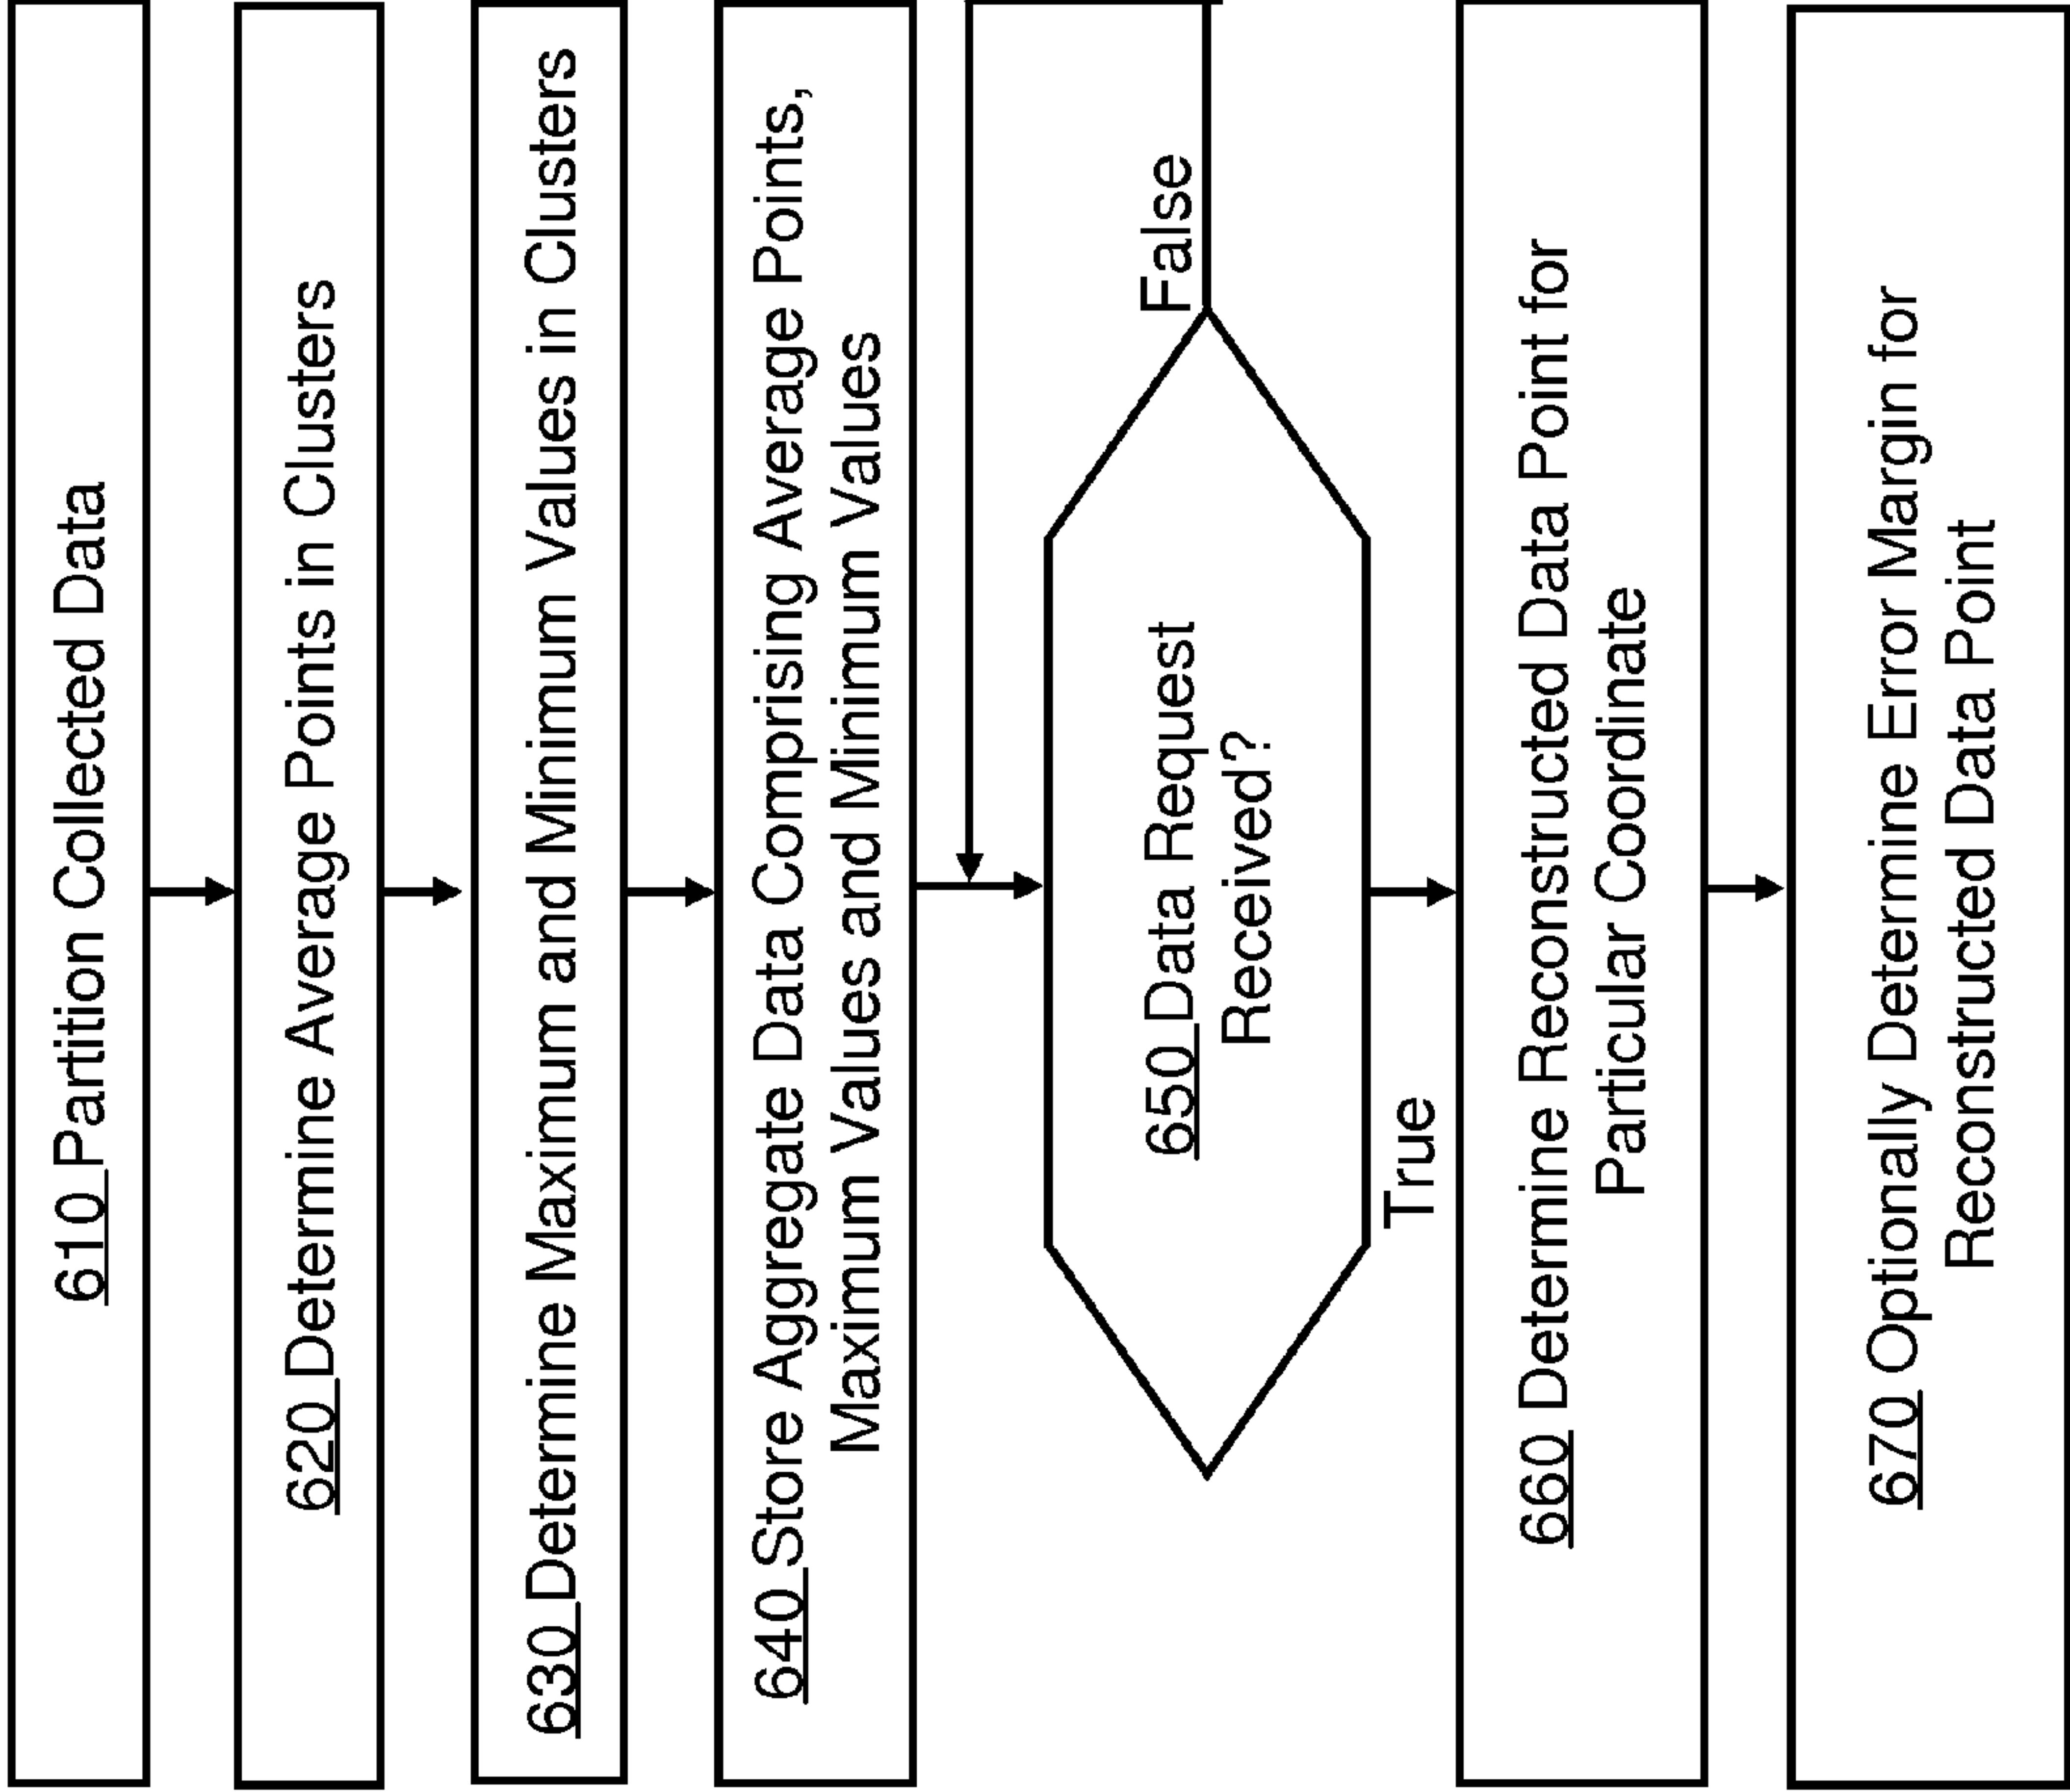 610 Partition Collected Data
620 Determine Average Points in Clusters
630 Determine Maximum and Minimum Values in Clusters
640 Store Aggregate Data Comprising Average Points,
Maximum Values and Minimum Values
650 Data Request
Received?
False
True
660 Determine Reconstructed Data Point for
Particular Coordinate
670 Optionally Determine Error Margin for
Reconstructed Data Point